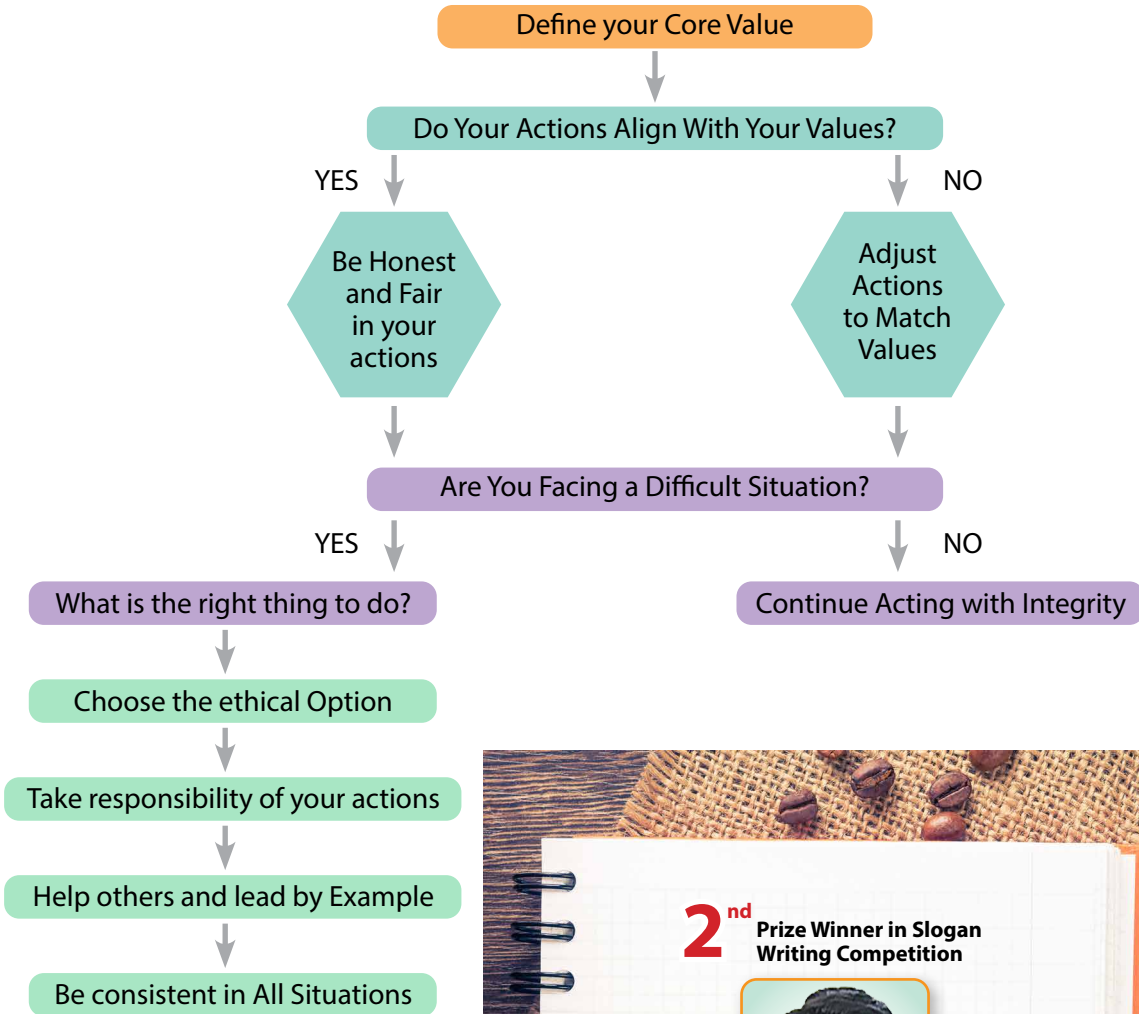 Define your Core Value
Do Your Actions Align With Your Values?
YES
NO
Be Honest
and Fair
in your
actions
Adjust
Actions
to Match
Values
Are You Facing a Difficult Situation?
YES
NO
What is the right thing to do?
Continue Acting with Integrity
Choose the ethical Option
Take responsibility of your actions
Help others and lead by Example
Be consistent in All Situations
2nd
Prize Winner in Slogan
Writing Competition